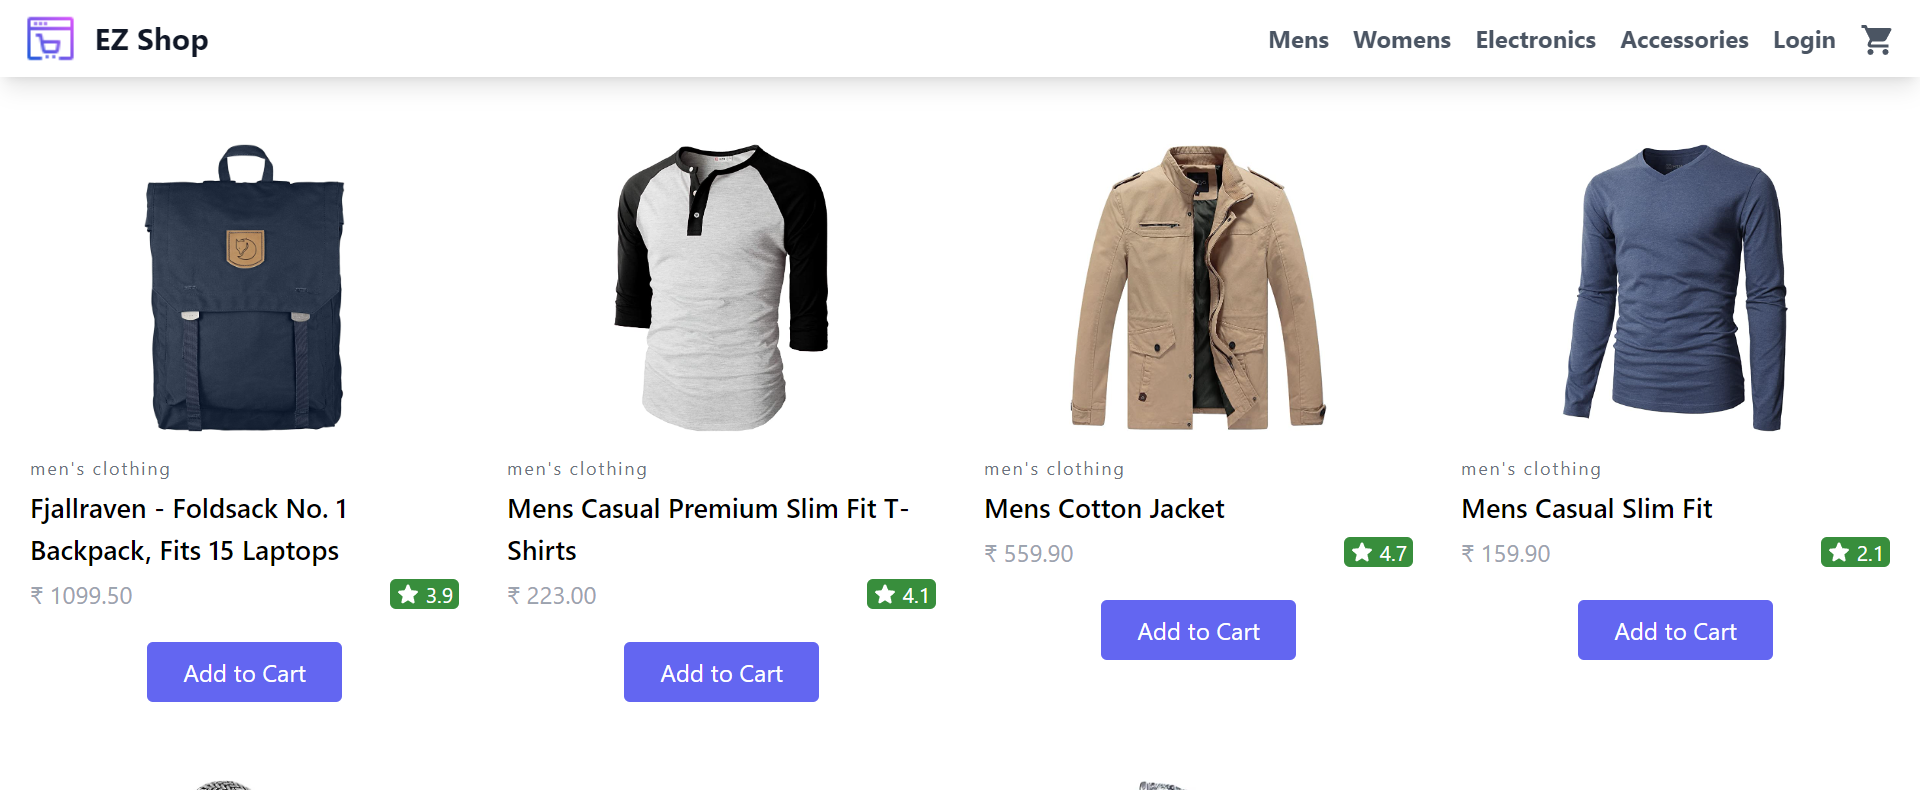 EZ Shop
Mens Womens Electronics Accessories Login
men's clothing
Fjallraven - Foldsack No. 1
Backpack, Fits 15 Laptops
₹ 1099.50
3.9
Add to Cart
men's clothing
Mens Casual Premium Slim Fit T-
Shirts
₹ 223.00
4.1
Add to Cart
men's clothing
Mens Cotton Jacket
₹ 559.90
4.7
Add to Cart
men's clothing
Mens Casual Slim Fit
₹ 159.90
2.1
Add to Cart